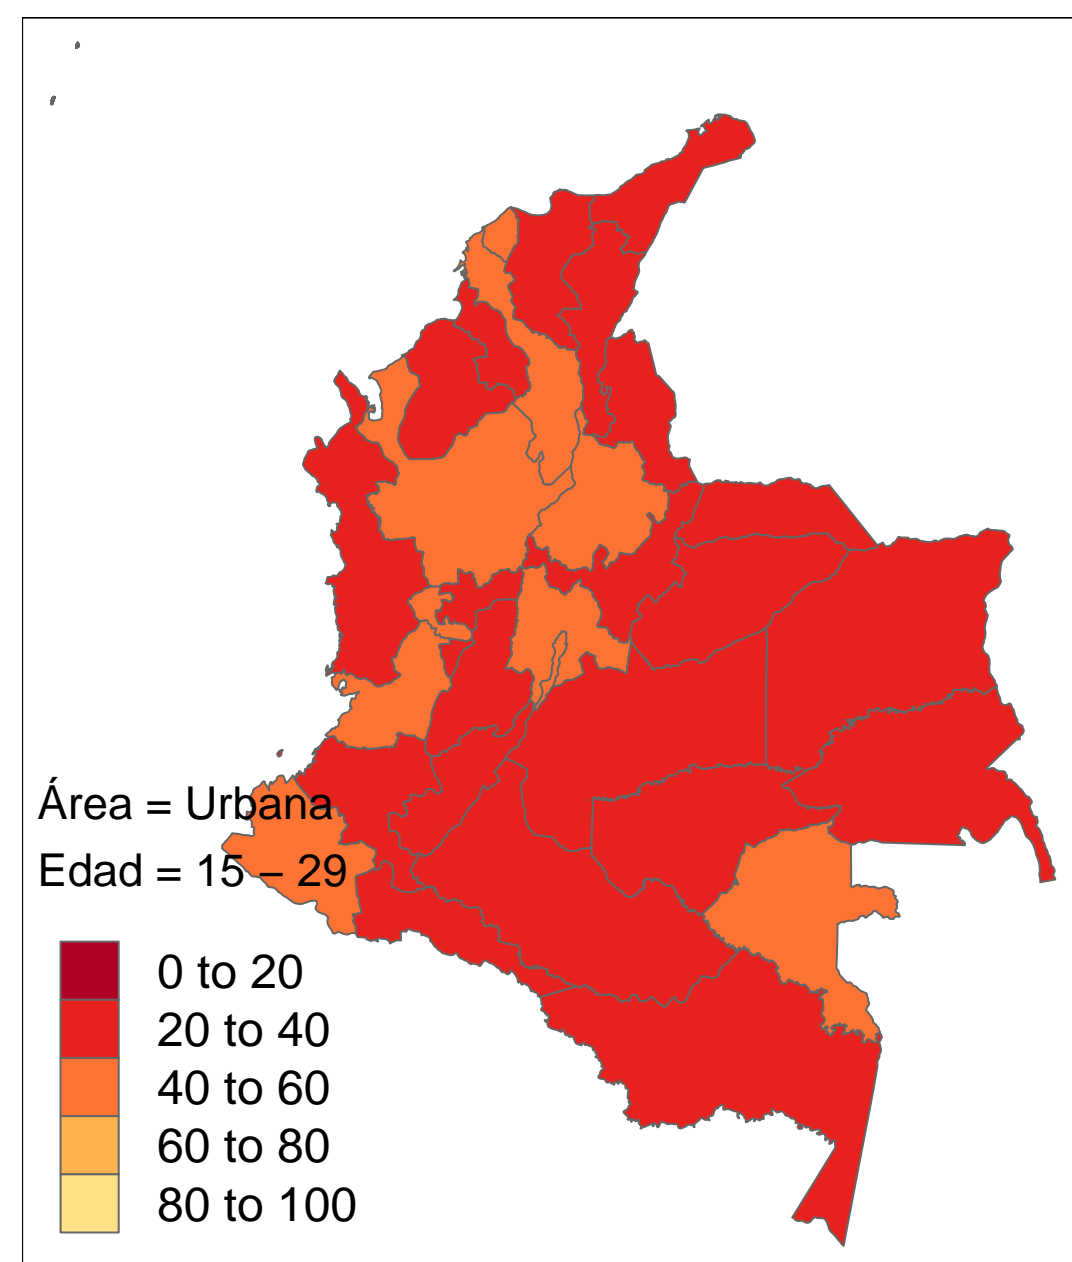 Área = Urbana
Edad = 15 – 29
0 to 20
20 to 40
40 to 60
60 to 80
80 to 100